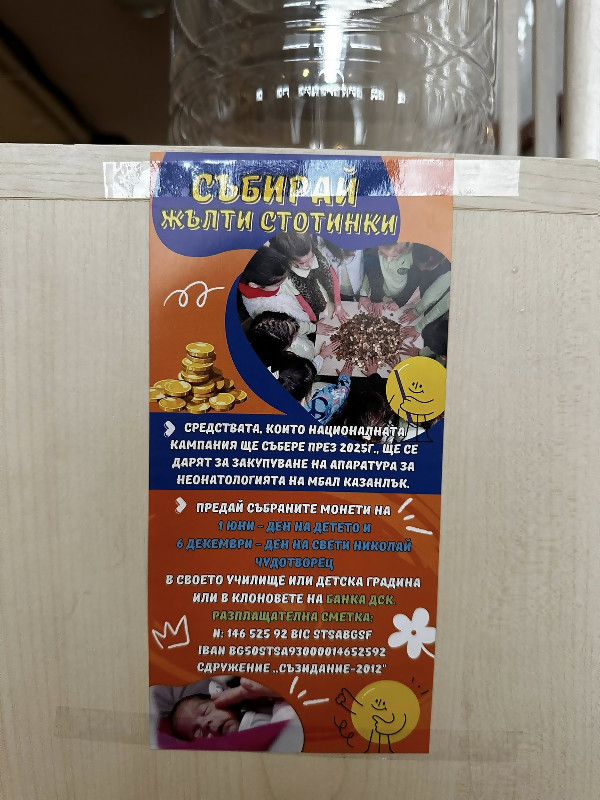 СЪБИРАЙ
ЖЪЛТИ СТОТИНКИ
СРЕДСТВАТА, КОИТО НАЦИОНАЛНАТА
КАМПАНИЯ ЩЕ СЪБЕРЕ ПРЕЗ 2025Г., ЩЕ СЕ
ДАРЯТ ЗА ЗАКУПУВАНЕ НА АПАРАТУРА ЗА
НЕОНАТОЛОГИЯТА НА МБАЛ КАЗАНЛЪК.
ПРЕДАЙ СЪБРАНИТЕ МОНЕТИ НА
1 ЮНИ - ДЕН НА ДЕТЕТО И
6 ДЕКЕМВРИ - ДЕН НА СВЕТИ НИКОЛАЙ
ЧУДОТВОРЕЦ
В СВОЕТО УЧИЛИЩЕ ИЛИ ДЕТСКА ГРАДИНА
ИЛИ В КЛОНОВЕТЕ НА БАНКА ДСК.
РАЗПЛАЩАТЕЛНА СМЕТКА:
N: 146 525 92 BIC STSABGSF
IBAN BG50STSA93000014652592
СДРУЖЕНИЕ „СЪЗИДАНИЕ-2012"